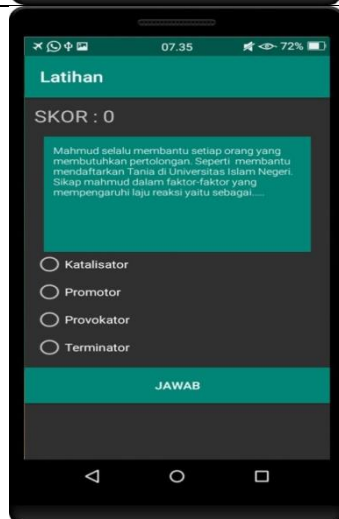 07.35
72%
Latihan
SKOR : 0
Mahmud selalu membantu setiap orang yang
membutuhkan pertolongan. Seperti membantu
mendaftarkan Tania di Universitas Islam Negeri.
Sikap mahmud dalam faktor-faktor yang
mempengaruhi laju reaksi yaitu sebagai.....
Katalisator
Promotor
Provokator
Terminator
JAWAB